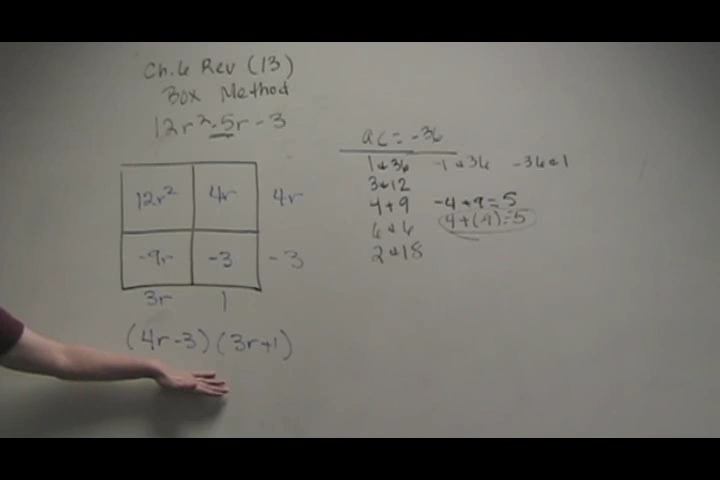 Ch.6 Rev (13)
Box Method
12r² - 5r - 3
ac = -36
1 & 36 -1 & 36 -36 & 1
3 & 12
4 + 9 -4 + 9 = 5
4 + (-9) = 5
6 & 6
2 & 18
12r² 4r 4r
-9r -3 -3
3r 1
(4r-3)(3r+1)